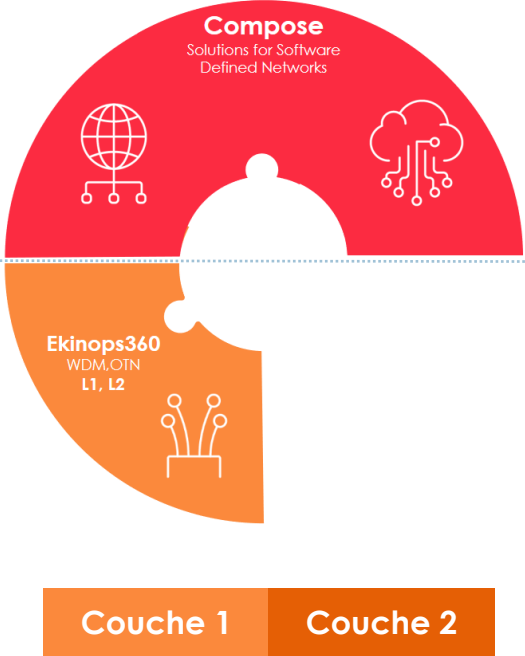 Compose
Solutions for Software
Defined Networks
Ekinops360
WDM,OTN
L1, L2
Couche 1
Couche 2